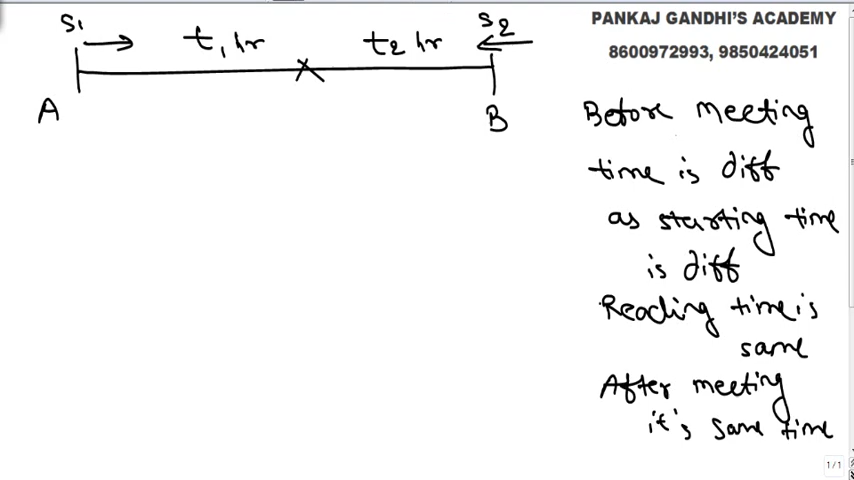 PANKAJ GANDHI'S ACADEMY
8600972993, 9850424051
S1 t1 hr t2 hr S2
A B
Before meeting
time is diff
as starting time
is diff
Reaching time is
same
After meeting
it's same time
1/1